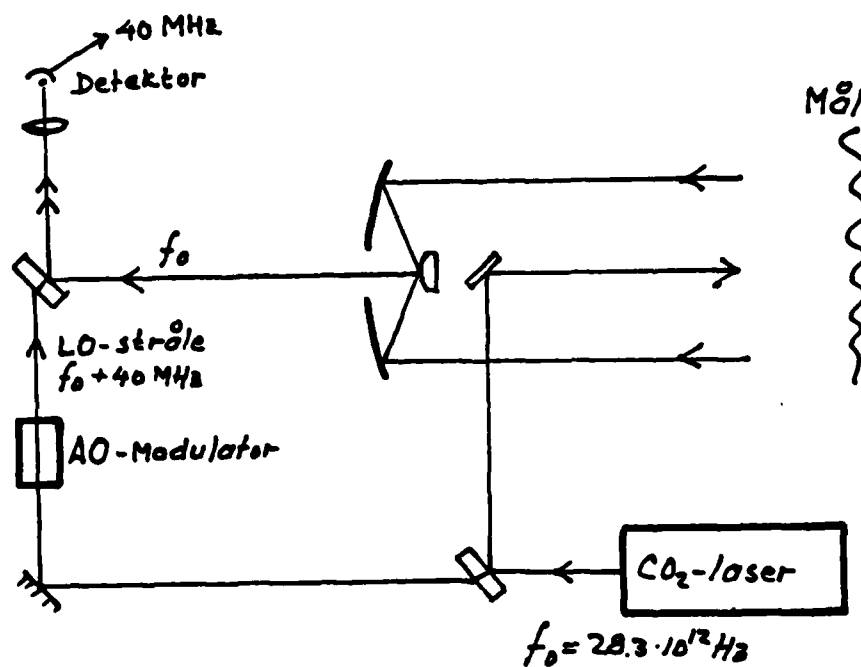 40 MHz
Detektor
Mål
f₀
LO-stråle
f₀ + 40 MHz
AO-Modulator
CO₂-laser
f₀ = 28.3·10¹² Hz